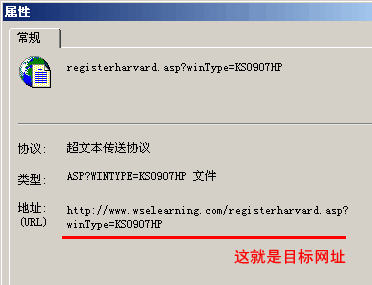 属性
常规
registerharvard.asp?winType=KS0907HP
协议: 超文本传送协议
类型: ASP?WINTYPE=KS0907HP 文件
地址: http://www.wselearning.com/registerharvard.asp?
(URL) winType=KS0907HP
这就是目标网址